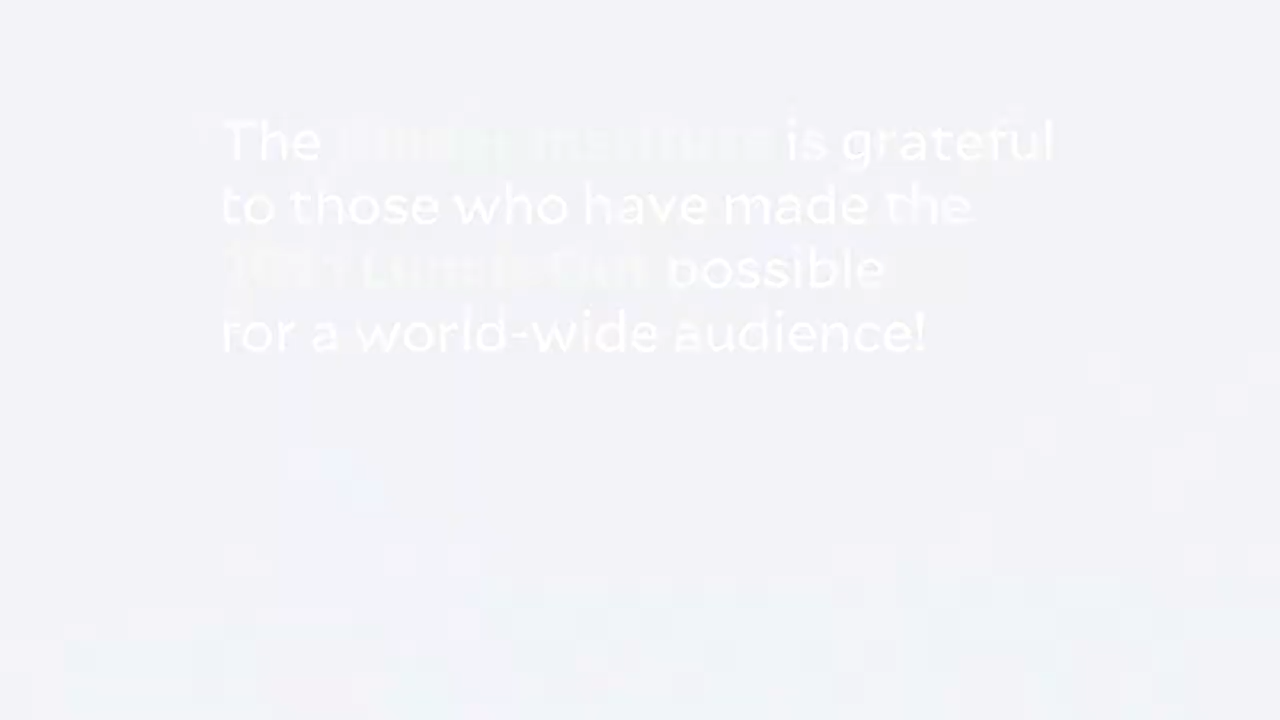 The is grateful
to those who have made the
possible
for a world-wide audience!